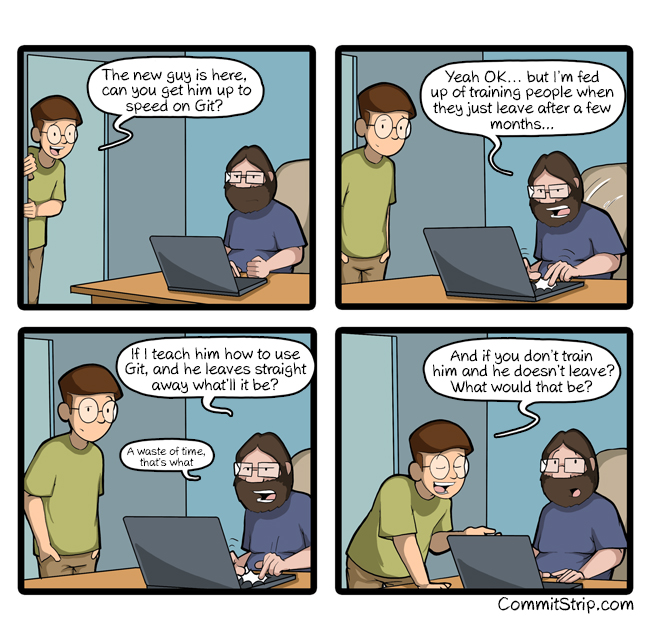 The new guy is here,
can you get him up to
speed on Git?
Yeah OK... but I'm fed
up of training people when
they just leave after a few
months...
If I teach him how to use
Git, and he leaves straight
away what'll it be?
A waste of time,
that's what
And if you don't train
him and he doesn't leave?
What would that be?
CommitStrip.com